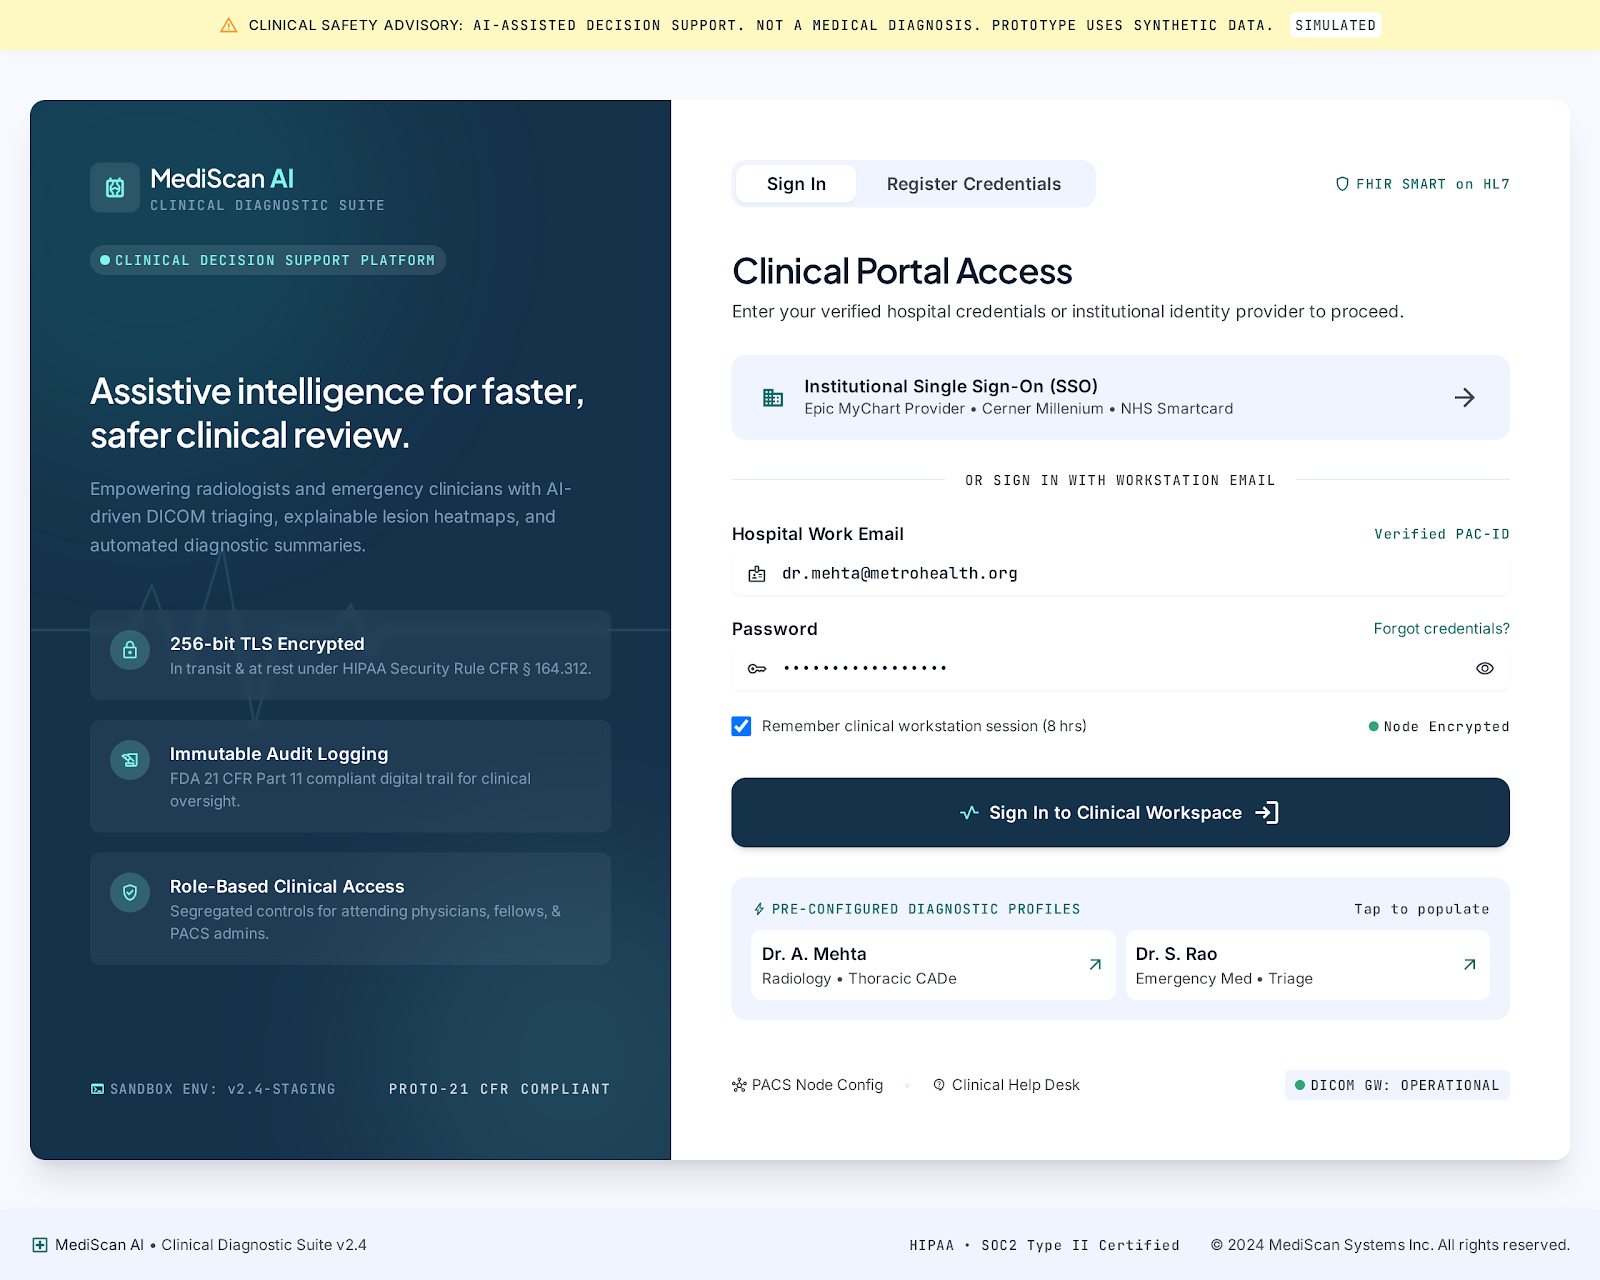 CLINICAL SAFETY ADVISORY: AI-ASSISTED DECISION SUPPORT. NOT A MEDICAL DIAGNOSIS. PROTOTYPE USES SYNTHETIC DATA. SIMULATED
MediScan AI
CLINICAL DIAGNOSTIC SUITE
CLINICAL DECISION SUPPORT PLATFORM
Assistive intelligence for faster,
safer clinical review.
Empowering radiologists and emergency clinicians with AI-
driven DICOM triaging, explainable lesion heatmaps, and
automated diagnostic summaries.
256-bit TLS Encrypted
In transit & at rest under HIPAA Security Rule CFR § 164.312.
Immutable Audit Logging
FDA 21 CFR Part 11 compliant digital trail for clinical
oversight.
Role-Based Clinical Access
Segregated controls for attending physicians, fellows, &
PACS admins.
SANDBOX ENV: v2.4-STAGING PROTO-21 CFR COMPLIANT
Sign In Register Credentials FHIR SMART on HL7
Clinical Portal Access
Enter your verified hospital credentials or institutional identity provider to proceed.
Institutional Single Sign-On (SSO)
Epic MyChart Provider • Cerner Millenium • NHS Smartcard
OR SIGN IN WITH WORKSTATION EMAIL
Hospital Work Email Verified PAC-ID
dr.mehta@metrohealth.org
Password Forgot credentials?
•••••••••••••••••
Remember clinical workstation session (8 hrs) Node Encrypted
Sign In to Clinical Workspace
PRE-CONFIGURED DIAGNOSTIC PROFILES Tap to populate
Dr. A. Mehta
Radiology • Thoracic CADe
Dr. S. Rao
Emergency Med • Triage
PACS Node Config • Clinical Help Desk DICOM GW: OPERATIONAL
MediScan AI • Clinical Diagnostic Suite v2.4
HIPAA • SOC2 Type II Certified © 2024 MediScan Systems Inc. All rights reserved.